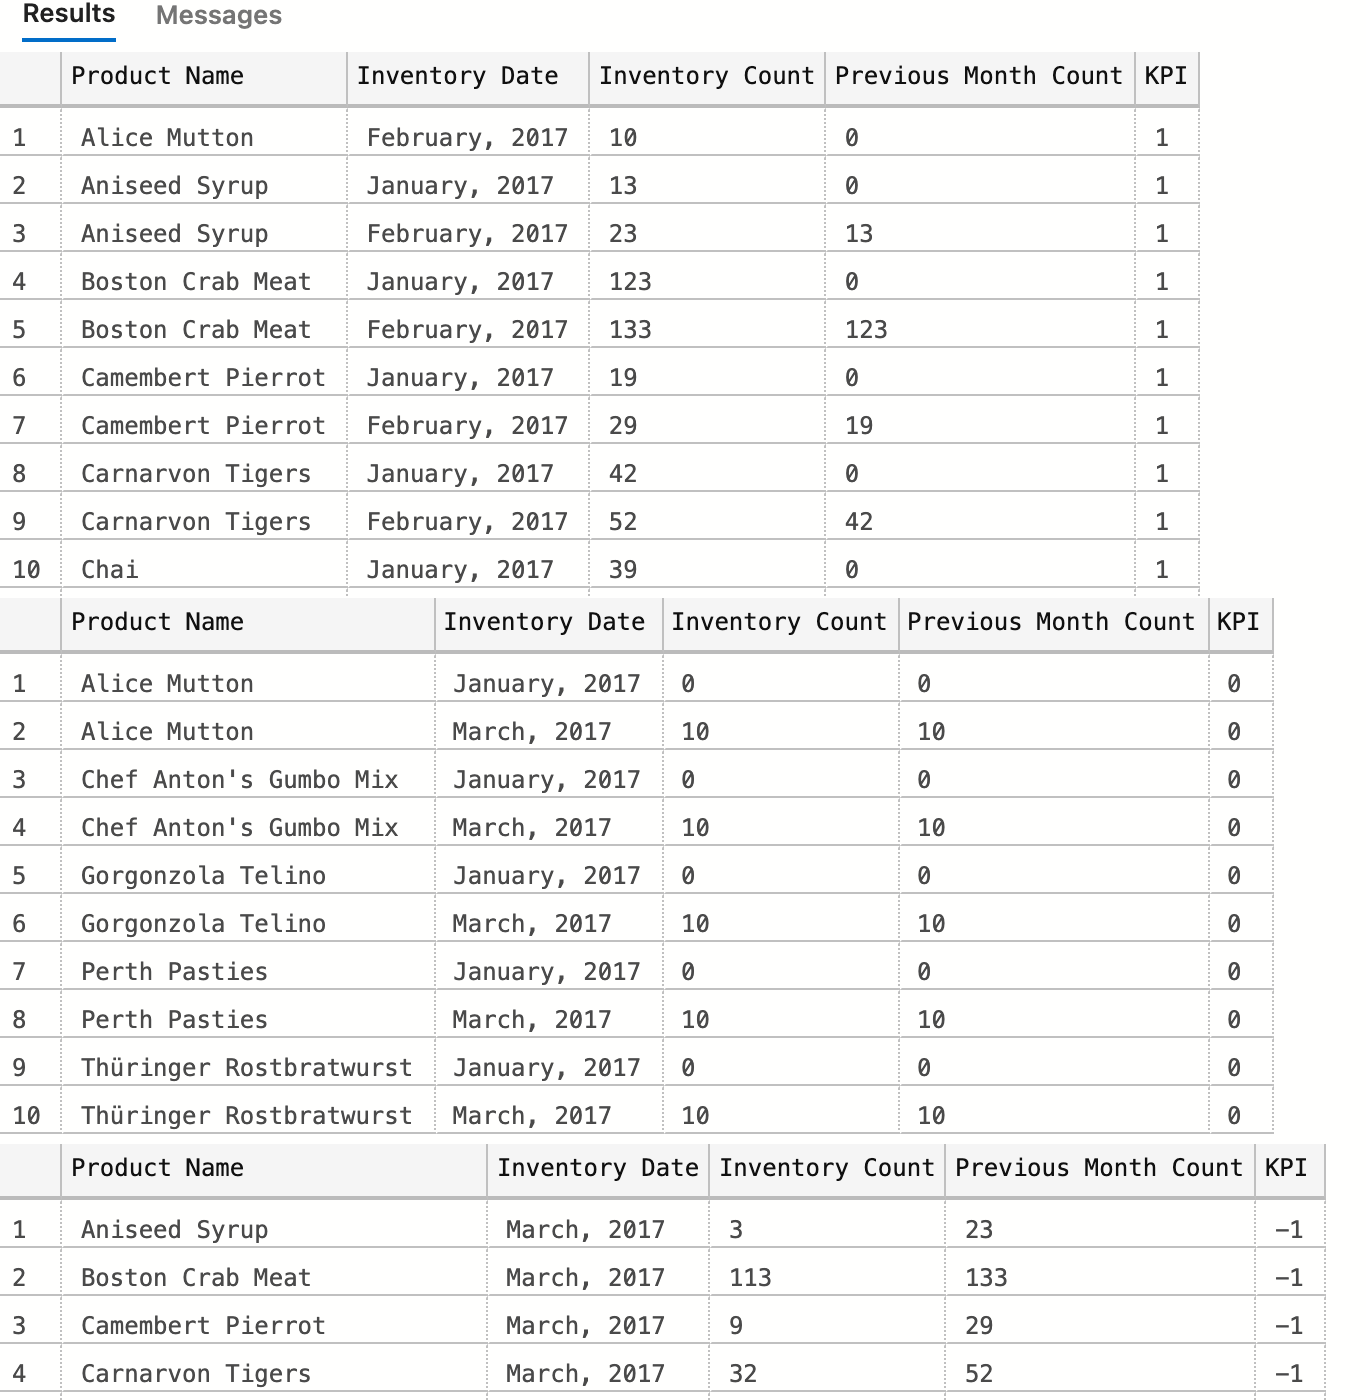 Results Messages
Product Name Inventory Date Inventory Count Previous Month Count KPI
1 Alice Mutton February, 2017 10 0 1
2 Aniseed Syrup January, 2017 13 0 1
3 Aniseed Syrup February, 2017 23 13 1
4 Boston Crab Meat January, 2017 123 0 1
5 Boston Crab Meat February, 2017 133 123 1
6 Camembert Pierrot January, 2017 19 0 1
7 Camembert Pierrot February, 2017 29 19 1
8 Carnarvon Tigers January, 2017 42 0 1
9 Carnarvon Tigers February, 2017 52 42 1
10 Chai January, 2017 39 0 1
Product Name Inventory Date Inventory Count Previous Month Count KPI
1 Alice Mutton January, 2017 0 0 0
2 Alice Mutton March, 2017 10 10 0
3 Chef Anton's Gumbo Mix January, 2017 0 0 0
4 Chef Anton's Gumbo Mix March, 2017 10 10 0
5 Gorgonzola Telino January, 2017 0 0 0
6 Gorgonzola Telino March, 2017 10 10 0
7 Perth Pasties January, 2017 0 0 0
8 Perth Pasties March, 2017 10 10 0
9 Thüringer Rostbratwurst January, 2017 0 0 0
10 Thüringer Rostbratwurst March, 2017 10 10 0
Product Name Inventory Date Inventory Count Previous Month Count KPI
1 Aniseed Syrup March, 2017 3 23 -1
2 Boston Crab Meat March, 2017 113 133 -1
3 Camembert Pierrot March, 2017 9 29 -1
4 Carnarvon Tigers March, 2017 32 52 -1